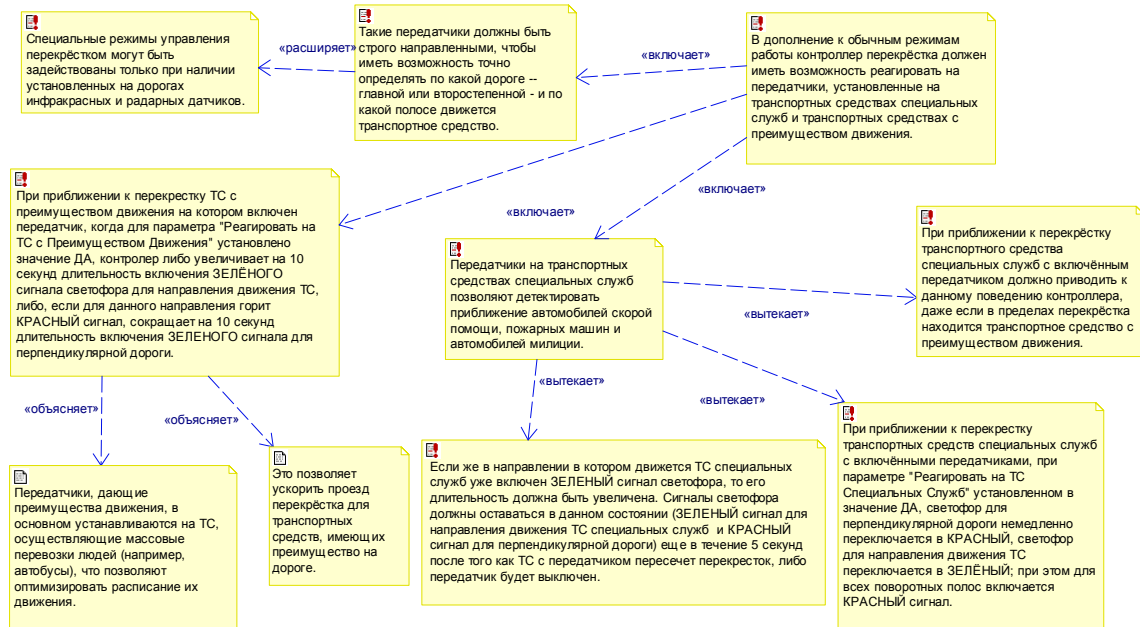 Специальные режимы управления
перекрёстком могут быть
задействованы только при наличии
установленных на дорогах
инфракрасных и радарных датчиков.
«расширяет»
Такие передатчики должны быть
строго направленными, чтобы
иметь возможность точно
определять по какой дороге --
главной или второстепенной - и по
какой полосе движется
транспортное средство.
«включает»
В дополнение к обычным режимам
работы контроллер перекрёстка должен
иметь возможность реагировать на
передатчики, установленные на
транспортных средствах специальных
служб и транспортных средствах с
преимуществом движения.
При приближении к перекрестку ТС с
преимуществом движения на котором включен
передатчик, когда для параметра "Реагировать на
ТС с Преимуществом Движения" установлено
значение ДА, контролер либо увеличивает на 10
секунд длительность включения ЗЕЛЁНОГО
сигнала светофора для направления движения ТС,
либо, если для данного направления горит
КРАСНЫЙ сигнал, сокращает на 10 секунд
длительность включения ЗЕЛЕНОГО сигнала для
перпендикулярной дороги.
«включает»
«включает»
Передатчики на транспортных
средствах специальных служб
позволяют детектировать
приближение автомобилей скорой
помощи, пожарных машин и
автомобилей милиции.
«вытекает»
При приближении к перекрёстку
транспортного средства
специальных служб с включённым
передатчиком должно приводить к
данному поведению контроллера,
даже если в пределах перекрёстка
находится транспортное средство с
преимуществом движения.
«объясняет»
«объясняет»
«вытекает»
«вытекает»
Передатчики, дающие
преимущества движения, в
основном устанавливаются на ТС,
осуществляющие массовые
перевозки людей (например,
автобусы), что позволяют
оптимизировать расписание их
движения.
Это позволяет
ускорить проезд
перекрёстка для
транспортных
средств, имеющих
преимущество на
дороге.
Если же в направлении в котором движется ТС специальных
служб уже включен ЗЕЛЕНЫЙ сигнал светофора, то его
длительность должна быть увеличена. Сигналы светофора
должны оставаться в данном состоянии (ЗЕЛЕНЫЙ сигнал для
направления движения ТС специальных служб и КРАСНЫЙ
сигнал для перпендикулярной дороги) еще в течение 5 секунд
после того как ТС с передатчиком пересечет перекресток, либо
передатчик будет выключен.
При приближении к перекрестку
транспортных средств специальных служб
с включёнными передатчиками, при
параметре "Реагировать на ТС
Специальных Служб" установленном в
значение ДА, светофор для
перпендикулярной дороги немедленно
переключается в КРАСНЫЙ, светофор
для направления движения ТС
переключается в ЗЕЛЁНЫЙ; при этом для
всех поворотных полос включается
КРАСНЫЙ сигнал.